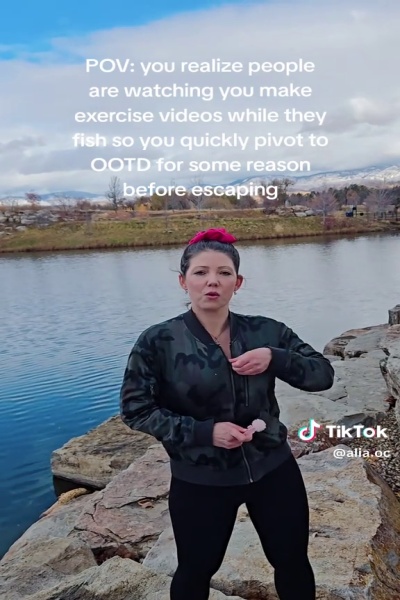 POV: you realize people
are watching you make
exercise videos while they
fish so you quickly pivot to
OOTD for some reason
before escaping
TikTok
@alia.oc